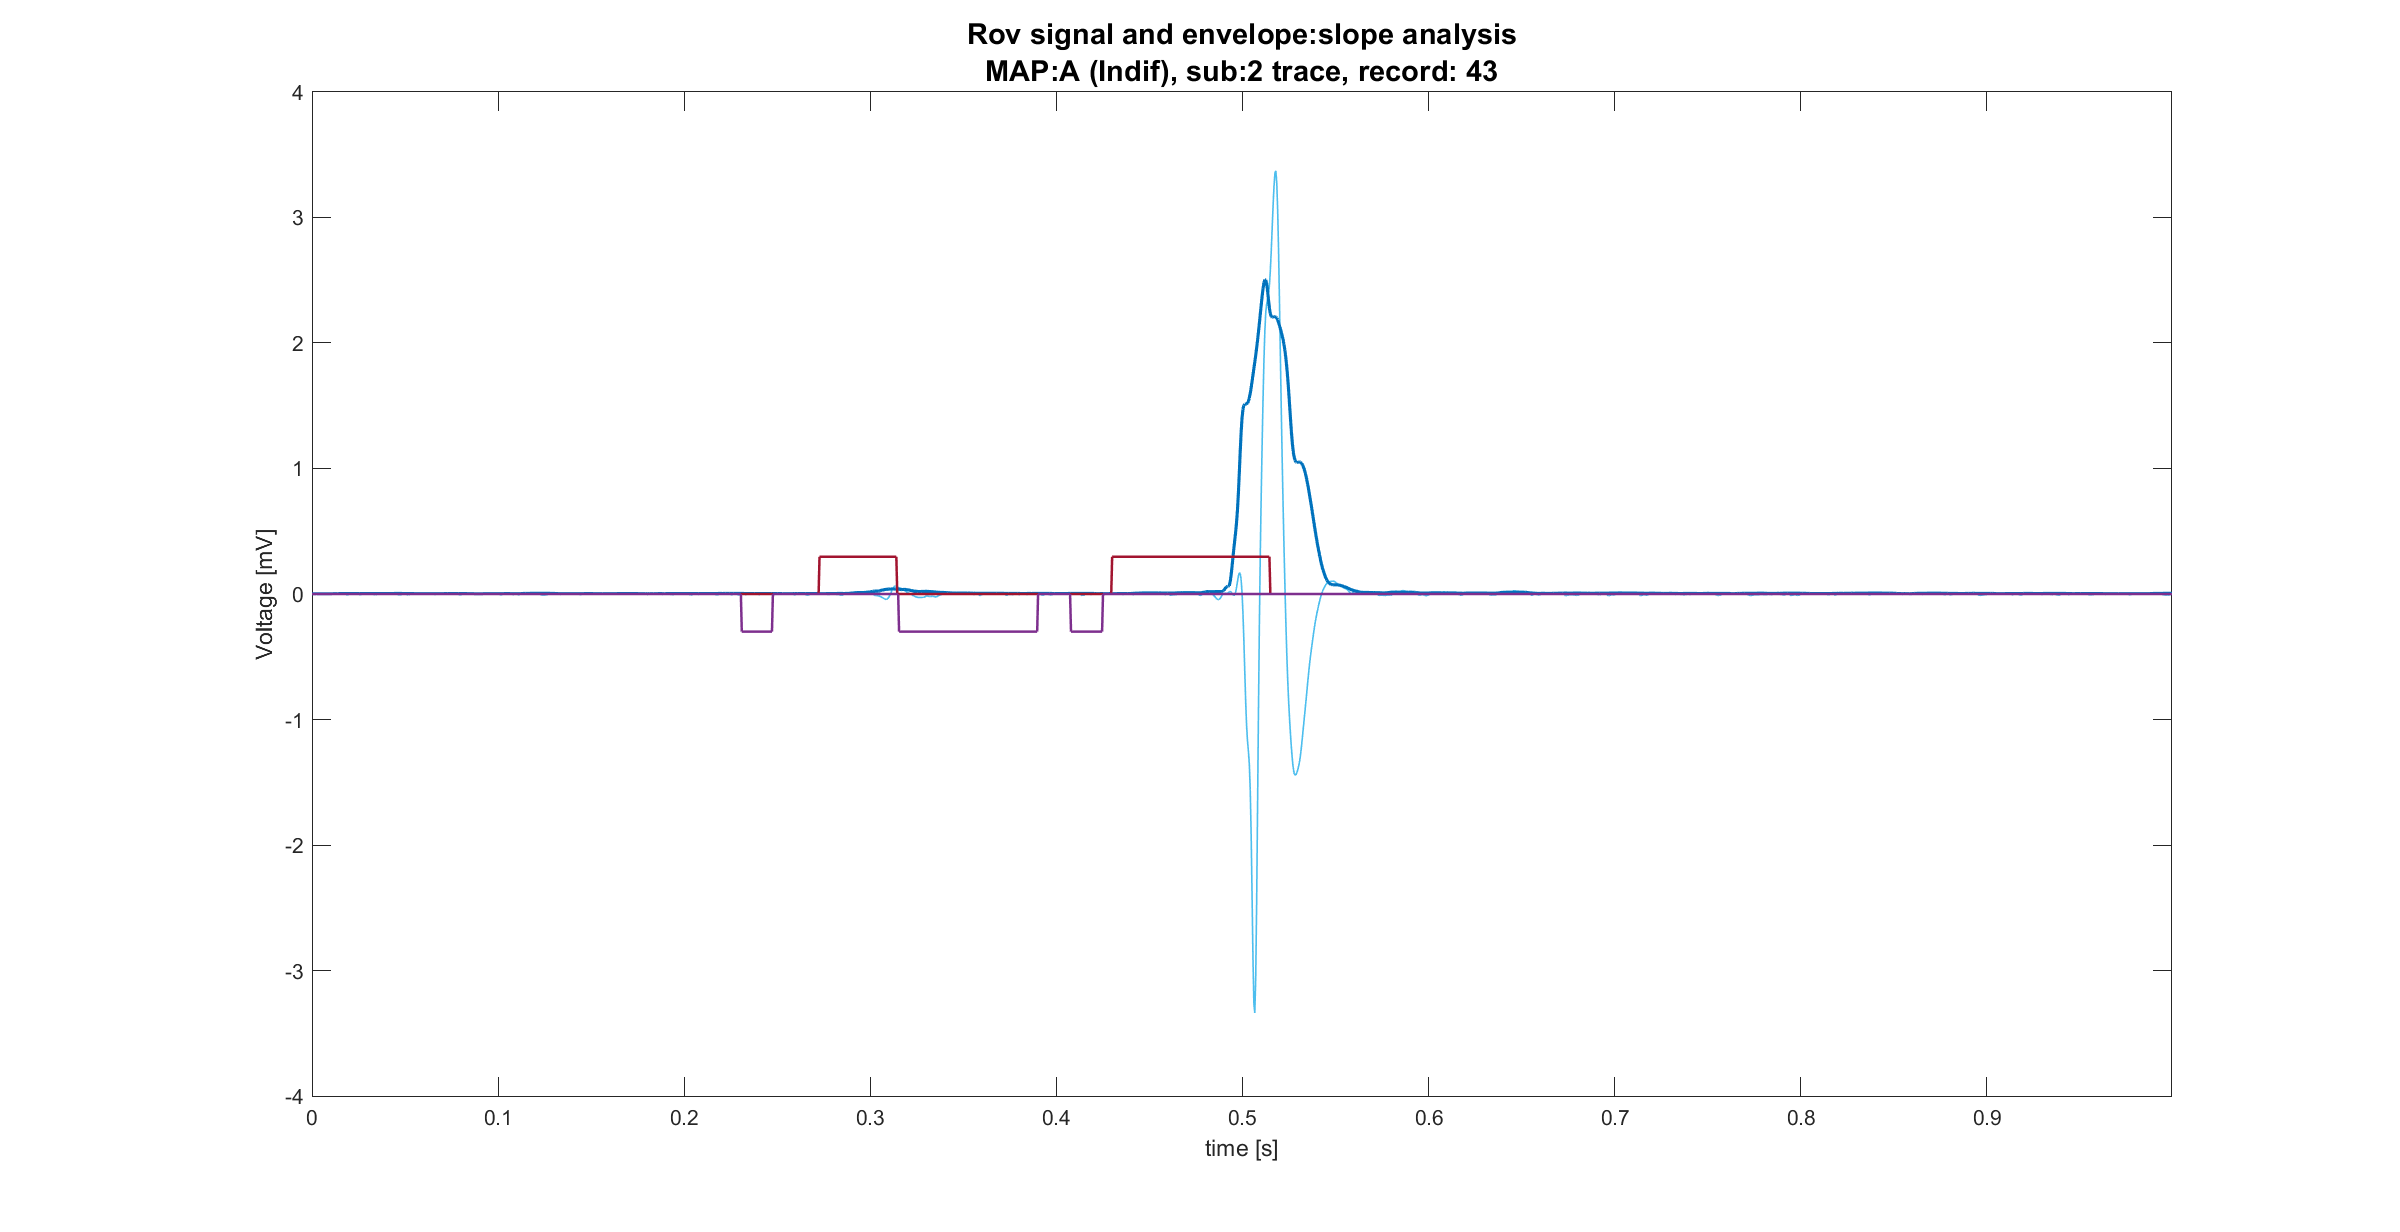 Rov signal and envelope:slope analysis
MAP:A (Indif), sub:2 trace, record: 43
4
3
2
1
0
-1
-2
-3
-4
Voltage [mV]
0 0.1 0.2 0.3 0.4 0.5 0.6 0.7 0.8 0.9
time [s]